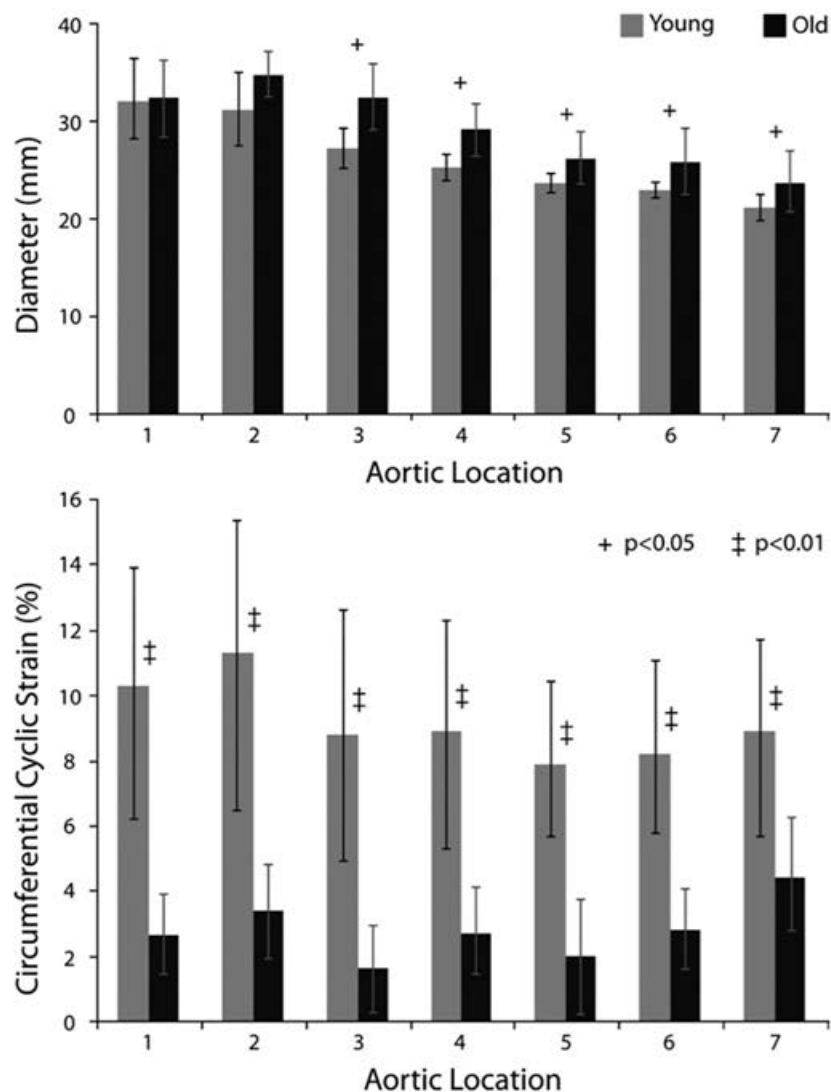 Young Old
Diameter (mm)
40
30
20
10
0
+ + + + +
1 2 3 4 5 6 7
Aortic Location
Circumferential Cyclic Strain (%)
16
14
12
10
8
6
4
2
0
+ p<0.05 ‡ p<0.01
‡ ‡ ‡ ‡ ‡ ‡ ‡
1 2 3 4 5 6 7
Aortic Location